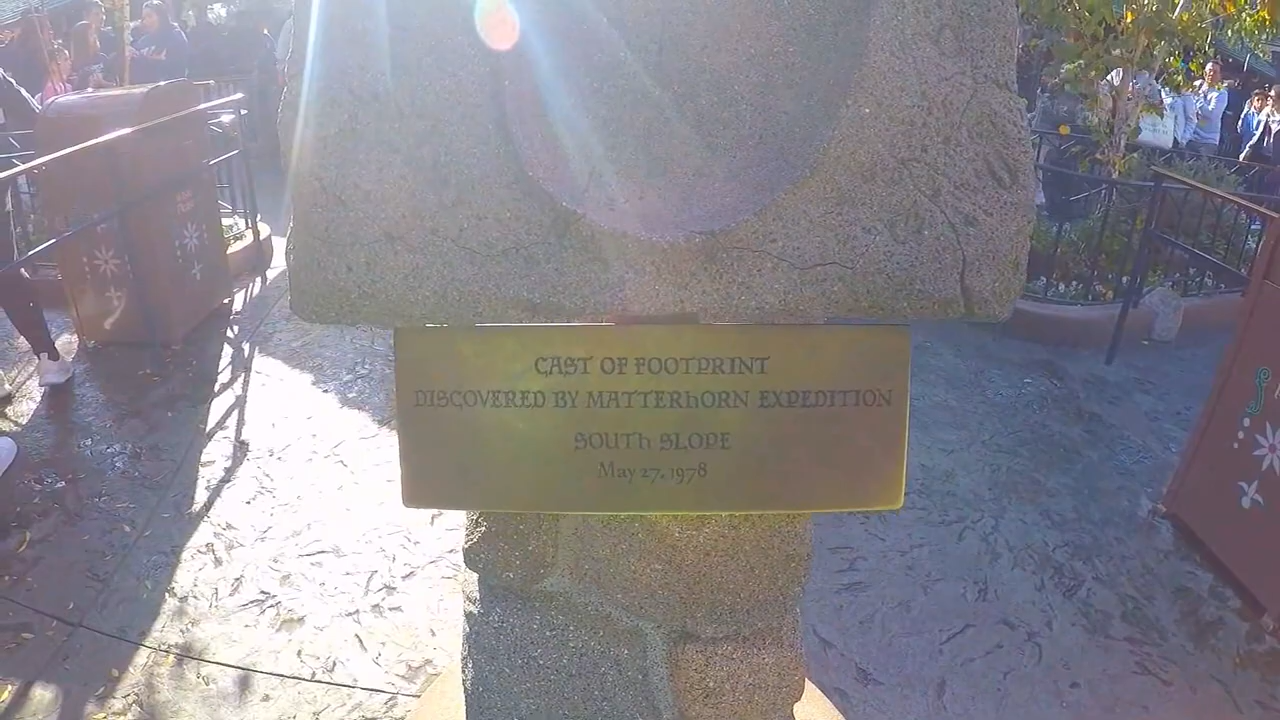 CAST OF FOOTPRINT
DISCOVERED BY MATTERhORN EXPEDITION
SOUTh SLOPE
May 27, 1978